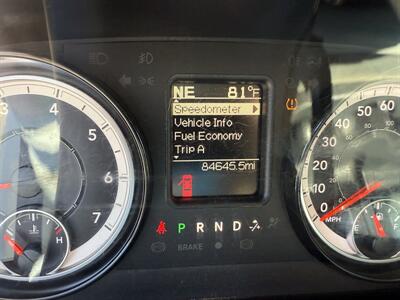 NE 81°F
Speedometer
Vehicle Info
Fuel Economy
Trip A
84645.5mi
P R N D
BRAKE
3 4 5 6 7
H
0 10 20 30 40 50 60
MPH
E